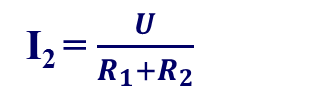 I₂ = U / (R₁+R₂)